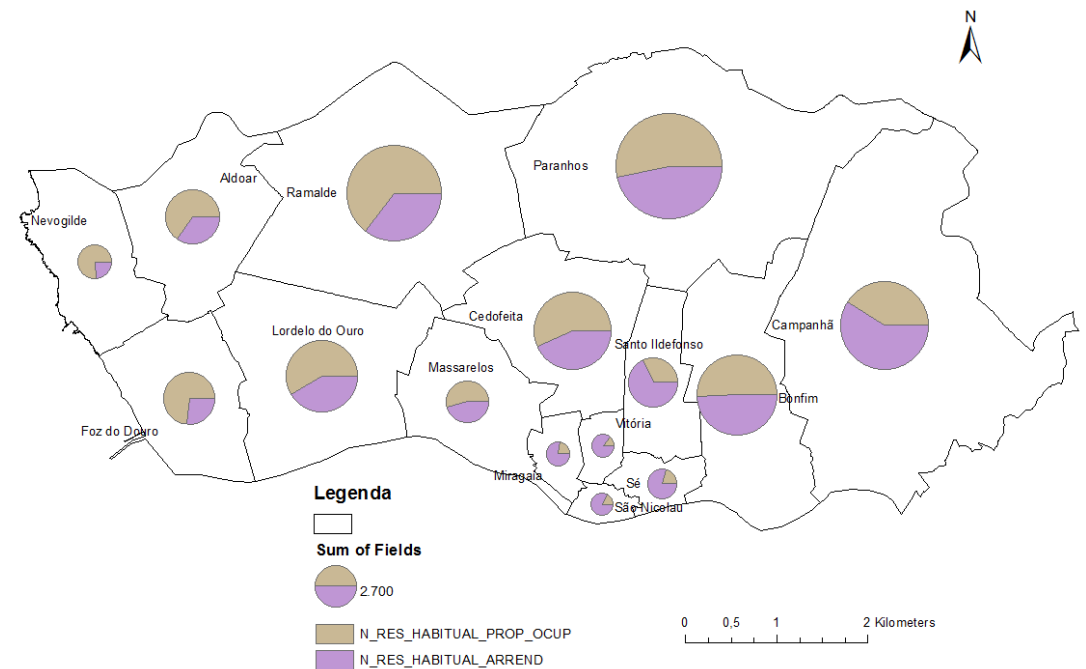 N
Paranhos
Aldoar
Ramalde
Nevogilde
Cedofeita
Campanhã
Lordelo do Ouro
Santo Ildefonso
Massarelos
Bonfim
Vitória
Foz do Douro
Miragaia
Sé
São Nicolau
Legenda
Sum of Fields
2.700
N_RES_HABITUAL_PROP_OCUP
N_RES_HABITUAL_ARREND
0 0,5 1 2 Kilometers